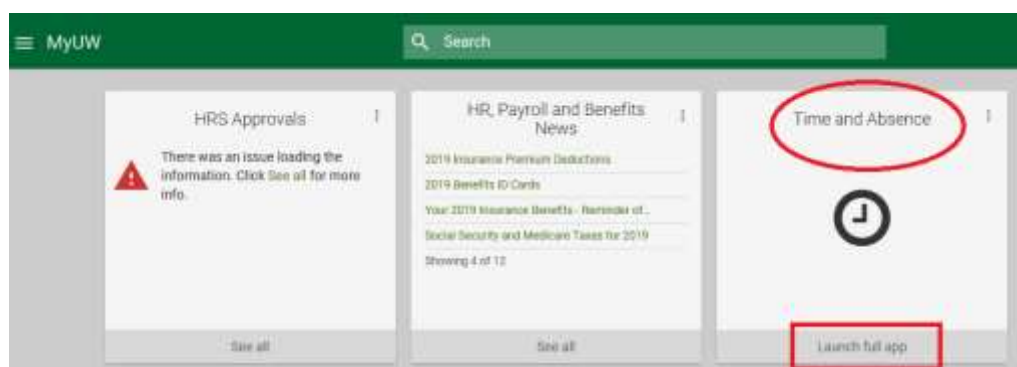 MyUW
Search
HRS Approvals
There was an issue loading the
information. Click See all for more
info.
See all
HR, Payroll and Benefits
News
2019 Insurance Premium Deductions
2019 Benefits ID Cards
Your 2019 Insurance Benefits - Reminder of...
Social Security and Medicare Taxes for 2019
Showing 4 of 12
See all
Time and Absence
Launch full app